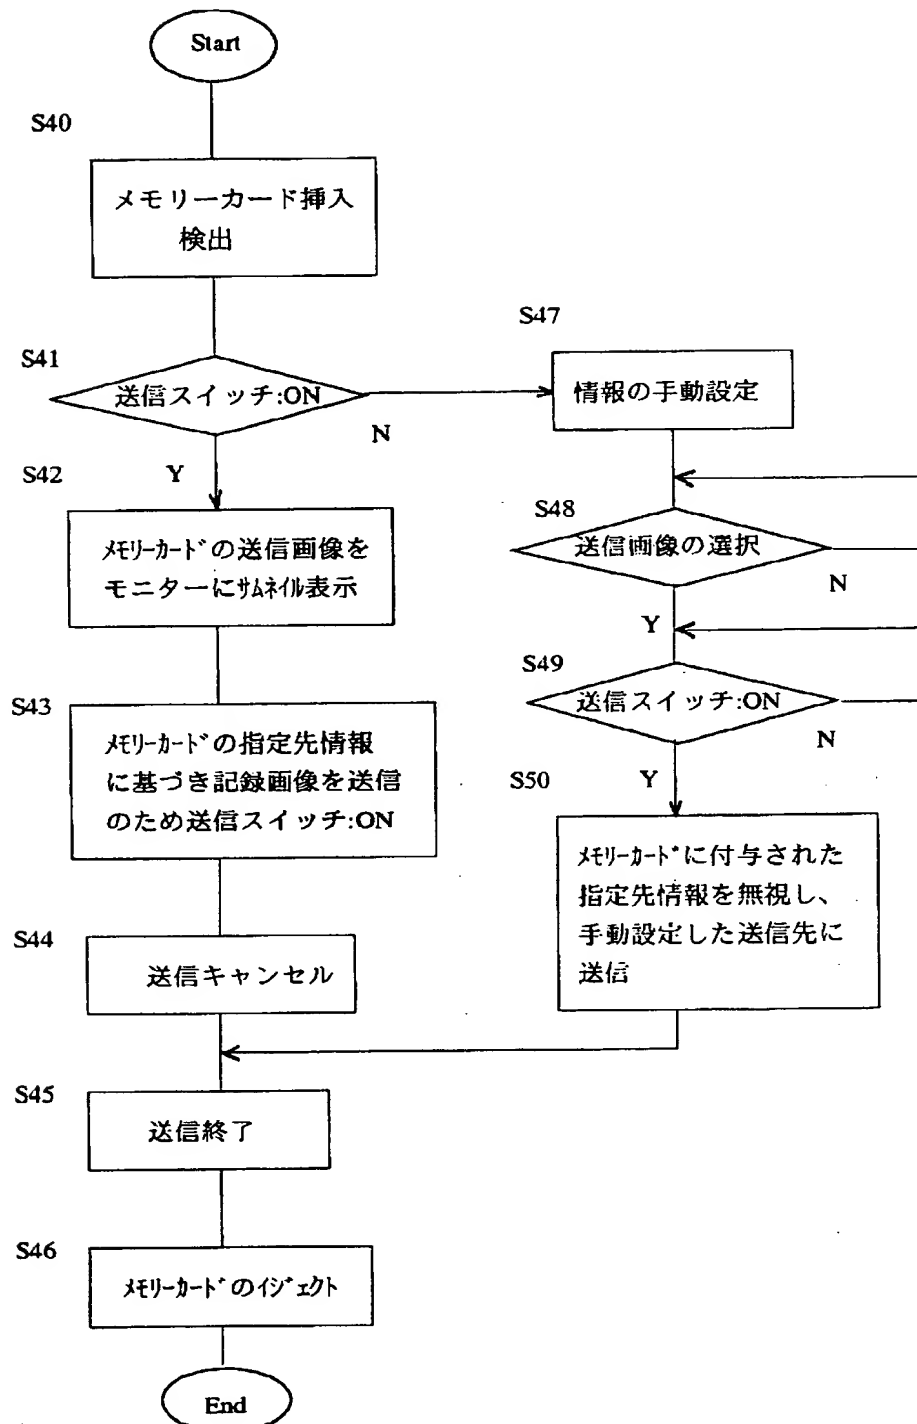 Start
S40
メモリーカード挿入
検出
S41
送信スイッチ:ON
N
Y
S42
メモリーカードの送信画像を
モニターにサムネイル表示
S43
メモリーカードの指定先情報
に基づき記録画像を送信
のため送信スイッチ:ON
S44
送信キャンセル
S45
送信終了
S46
メモリーカードのイジェクト
End
S47
情報の手動設定
S48
送信画像の選択
N
Y
S49
送信スイッチ:ON
N
Y
S50
メモリーカードに付与された
指定先情報を無視し、
手動設定した送信先に
送信